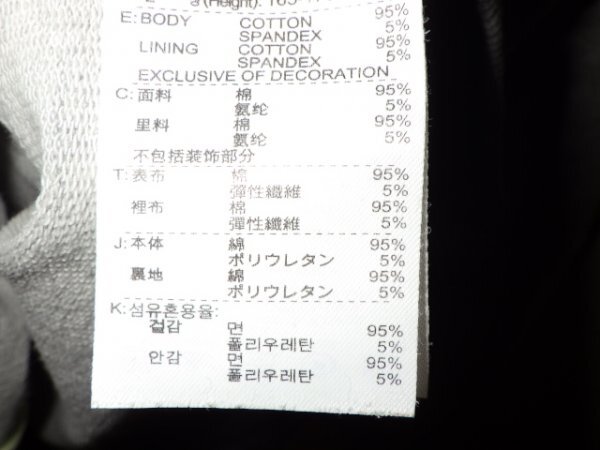 (Height): 165
E: BODY COTTON 95%
SPANDEX 5%
LINING COTTON 95%
SPANDEX 5%
EXCLUSIVE OF DECORATION
C: 面料 棉 95%
氨纶 5%
里料 棉 95%
氨纶 5%
不包括装饰部分
T: 表布 棉 95%
彈性纖維 5%
裡布 棉 95%
彈性纖維 5%
J: 本体 綿 95%
ポリウレタン 5%
裏地 綿 95%
ポリウレタン 5%
K: 섬유혼용율:
겉감 면 95%
폴리우레탄 5%
안감 면 95%
폴리우레탄 5%